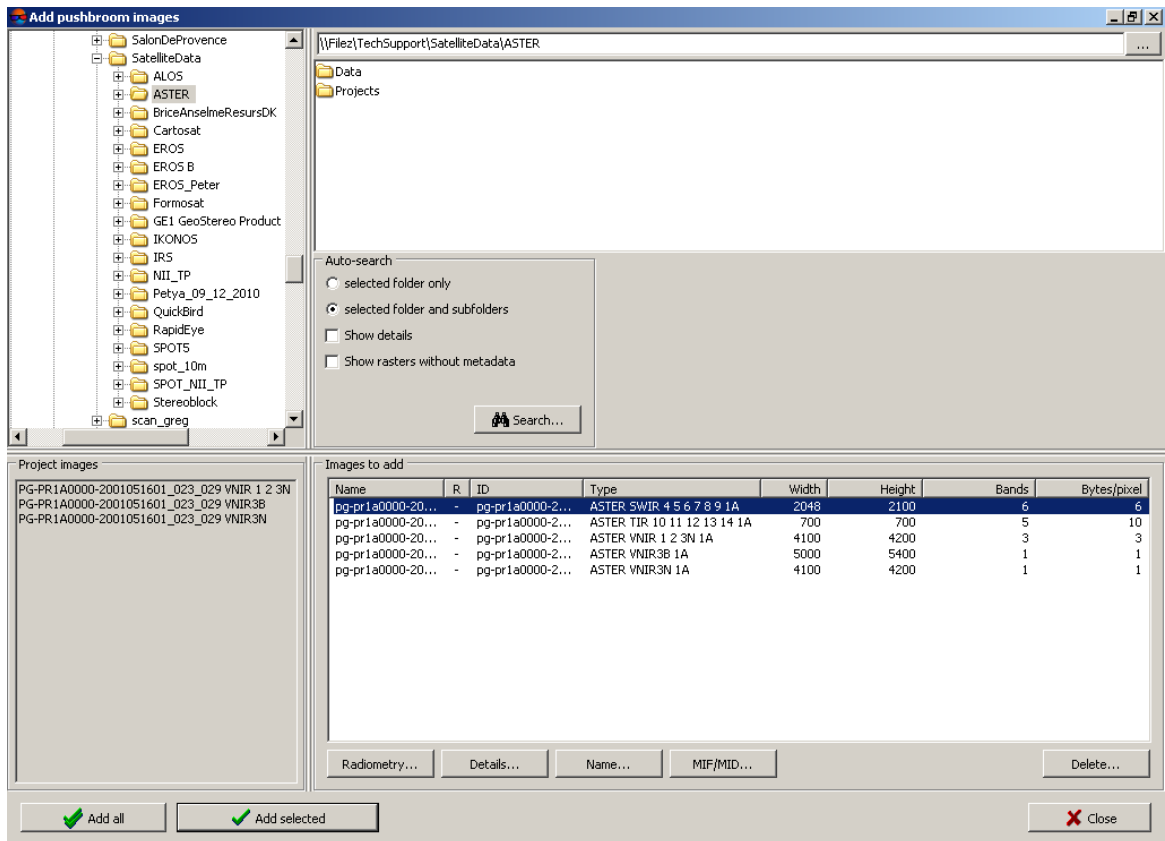 Add pushbroom images
SalonDeProvence
SatelliteData
ALOS
ASTER
BriceAnselmeResursDK
Cartosat
EROS
EROS B
EROS_Peter
Formosat
GE1 GeoStereo Product
IKONOS
IRS
NII_TP
Petya_09_12_2010
QuickBird
RapidEye
SPOT5
spot_10m
SPOT_NII_TP
Stereoblock
scan_greg
\\Filez\TechSupport\SatelliteData\ASTER
...
Data
Projects
Auto-search
selected folder only
selected folder and subfolders
Show details
Show rasters without metadata
Search...
Project images
PG-PR1A0000-2001051601_023_029 VNIR 1 2 3N
PG-PR1A0000-2001051601_023_029 VNIR3B
PG-PR1A0000-2001051601_023_029 VNIR3N
Images to add
Name R ID Type Width Height Bands Bytes/pixel
pg-pr1a0000-20... - pg-pr1a0000-2... ASTER SWIR 4 5 6 7 8 9 1A 2048 2100 6 6
pg-pr1a0000-20... - pg-pr1a0000-2... ASTER TIR 10 11 12 13 14 1A 700 700 5 10
pg-pr1a0000-20... - pg-pr1a0000-2... ASTER VNIR 1 2 3N 1A 4100 4200 3 3
pg-pr1a0000-20... - pg-pr1a0000-2... ASTER VNIR3B 1A 5000 5400 1 1
pg-pr1a0000-20... - pg-pr1a0000-2... ASTER VNIR3N 1A 4100 4200 1 1
Radiometry... Details... Name... MIF/MID... Delete...
Add all Add selected Close